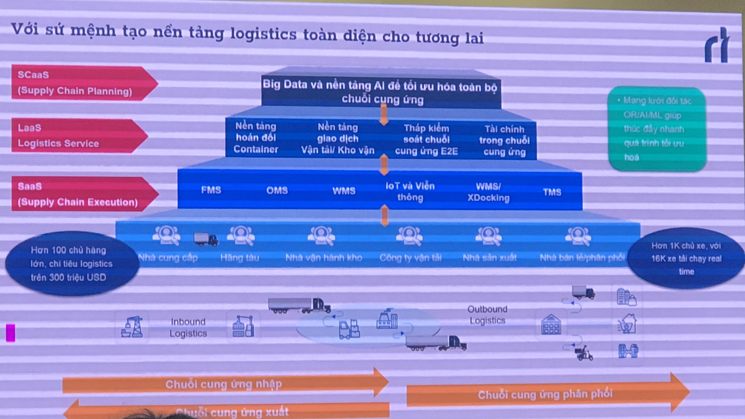 Với sứ mệnh tạo nền tảng logistics toàn diện cho tương lai
rt
SCaaS
(Supply Chain Planning)
Big Data và nền tảng AI để tối ưu hóa toàn bộ
chuỗi cung ứng
• Mạng lưới đối tác
OR/AI/ML giúp
thúc đẩy nhanh
quá trình tối ưu
hoá
LaaS
Logistics Service
Nền tảng
hoán đổi
Container
Nền tảng
giao dịch
Vận tải/ Kho vận
Tháp kiểm
soát chuỗi
cung ứng E2E
Tài chính
trong chuỗi
cung ứng
SaaS
(Supply Chain Execution)
FMS
OMS
WMS
IoT và Viễn
thông
WMS/
XDocking
TMS
Hơn 100 chủ hàng
lớn, chi tiêu logistics
trên 300 triệu USD
Nhà cung cấp
Hãng tàu
Nhà vận hành kho
Công ty vận tải
Nhà sản xuất
Nhà bán lẻ/phân phối
Hơn 1K chủ xe, với
16K xe tải chạy real
time
Inbound
Logistics
Outbound
Logistics
Chuỗi cung ứng nhập
Chuỗi cung ứng phân phối
Chuỗi cung ứng xuất